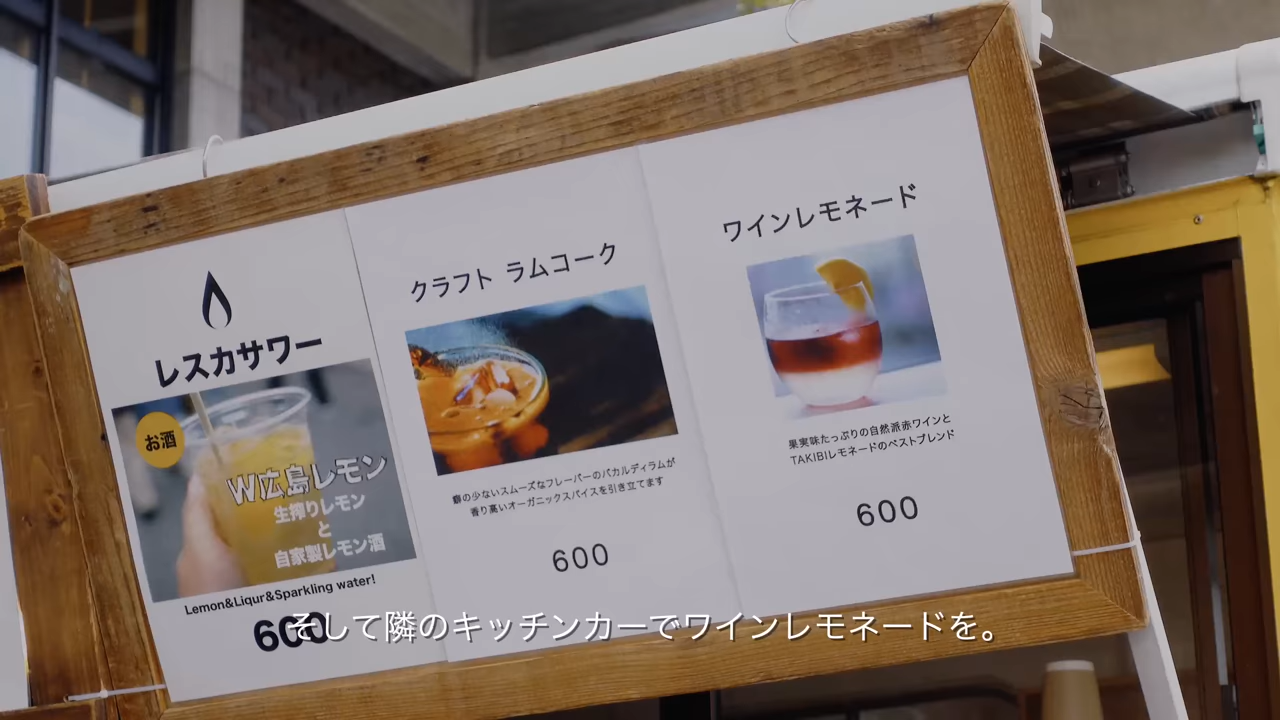 レスカサワー
お酒
W広島レモン
生搾りレモン
と
自家製レモン酒
Lemon&Liqur&Sparkling water!
600
クラフト ラムコーク
癖の少ないスムーズなフレーバーのバカルディラムが
香り高いオーガニックスパイスを引き立てます
600
ワインレモネード
果実味たっぷりの自然派赤ワインと
TAKIBIレモネードのベストブレンド
600
そして隣のキッチンカーでワインレモネードを。